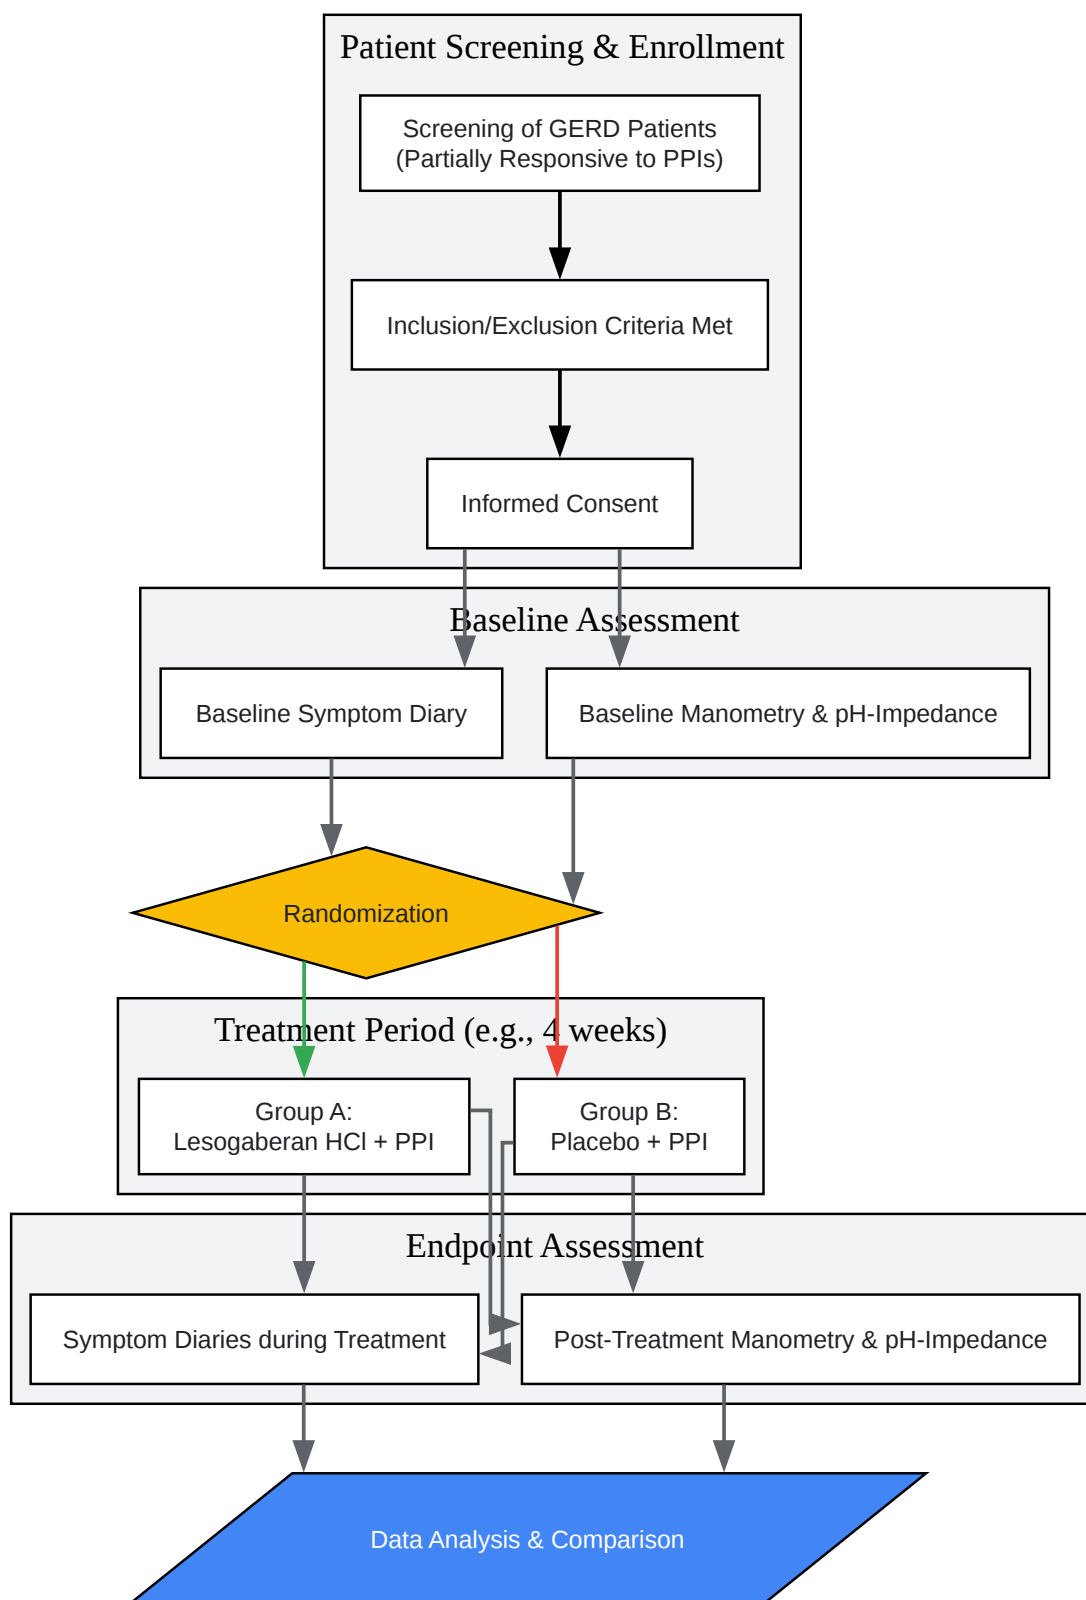 Patient Screening & Enrollment
Screening of GERD Patients
(Partially Responsive to PPIs)
Inclusion/Exclusion Criteria Met
Informed Consent
Baseline Assessment
Baseline Symptom Diary
Baseline Manometry & pH-Impedance
Randomization
Treatment Period (e.g., 4 weeks)
Group A:
Lesogaberan HCl + PPI
Group B:
Placebo + PPI
Endpoint Assessment
Symptom Diaries during Treatment
Post-Treatment Manometry & pH-Impedance
Data Analysis & Comparison